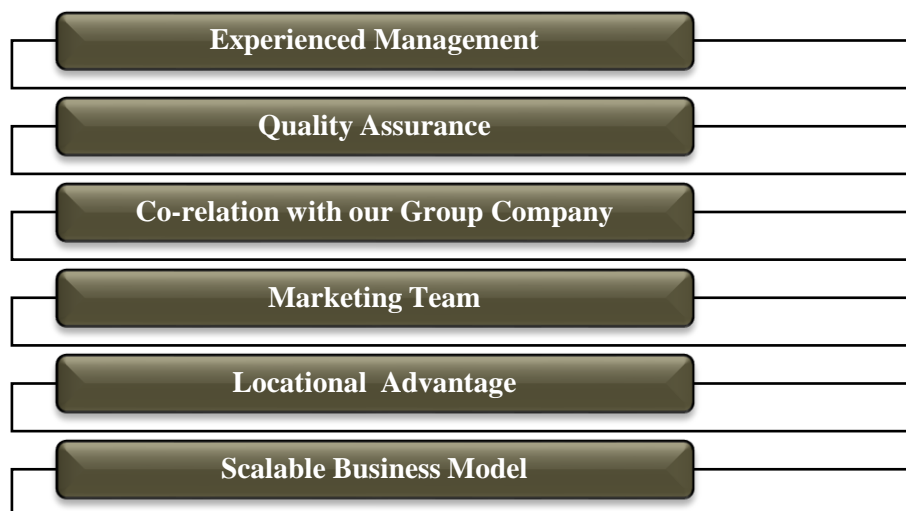 Experienced Management
Quality Assurance
Co-relation with our Group Company
Marketing Team
Locational Advantage
Scalable Business Model